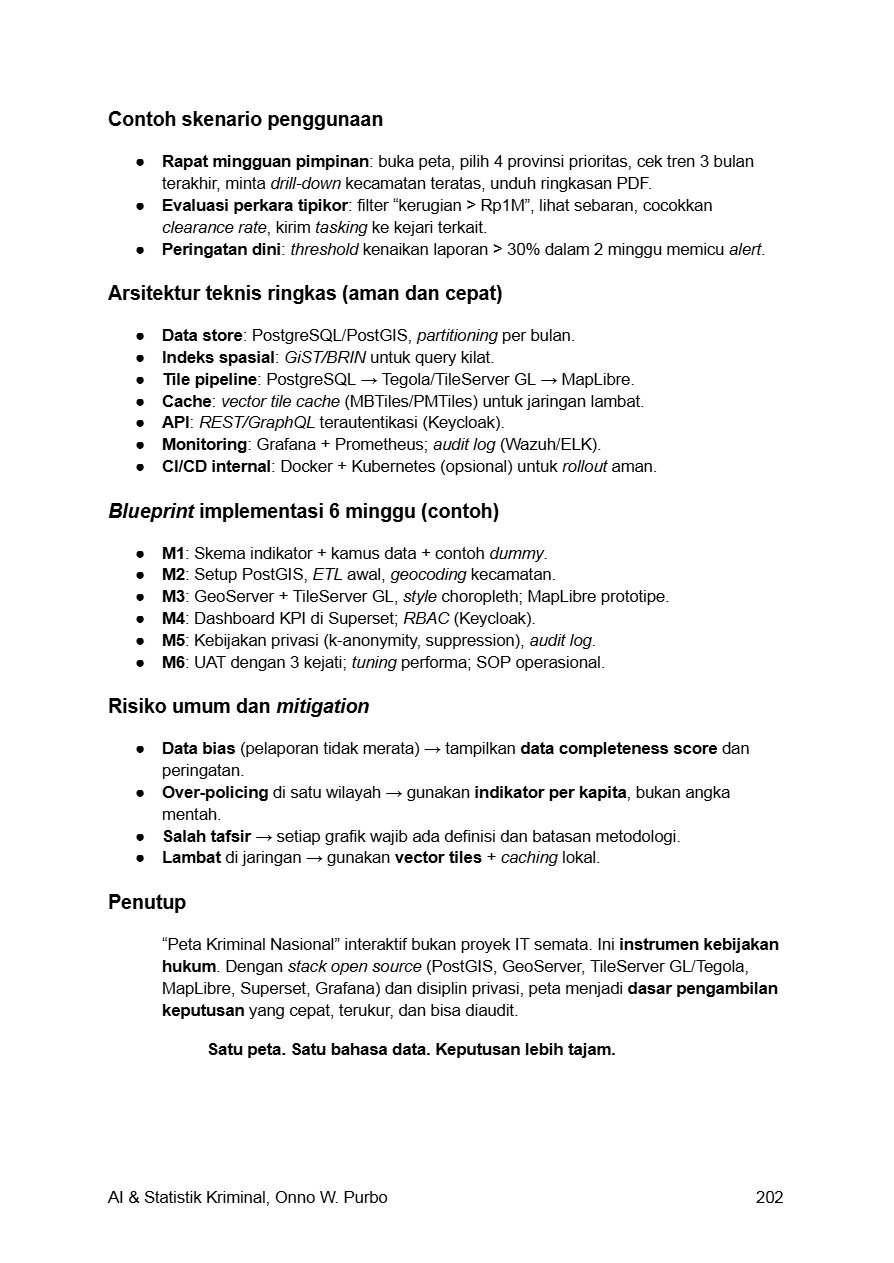 Contoh skenario penggunaan
● Rapat mingguan pimpinan: buka peta, pilih 4 provinsi prioritas, cek tren 3 bulan
terakhir, minta drill-down kecamatan teratas, unduh ringkasan PDF.
● Evaluasi perkara tipikor: filter “kerugian > Rp1M”, lihat sebaran, cocokkan
clearance rate, kirim tasking ke kejari terkait.
● Peringatan dini: threshold kenaikan laporan > 30% dalam 2 minggu memicu alert.
Arsitektur teknis ringkas (aman dan cepat)
● Data store: PostgreSQL/PostGIS, partitioning per bulan.
● Indeks spasial: GiST/BRIN untuk query kilat.
● Tile pipeline: PostgreSQL → Tegola/TileServer GL → MapLibre.
● Cache: vector tile cache (MBTiles/PMTiles) untuk jaringan lambat.
● API: REST/GraphQL terautentikasi (Keycloak).
● Monitoring: Grafana + Prometheus; audit log (Wazuh/ELK).
● CI/CD internal: Docker + Kubernetes (opsional) untuk rollout aman.
Blueprint implementasi 6 minggu (contoh)
● M1: Skema indikator + kamus data + contoh dummy.
● M2: Setup PostGIS, ETL awal, geocoding kecamatan.
● M3: GeoServer + TileServer GL, style choropleth; MapLibre prototipe.
● M4: Dashboard KPI di Superset; RBAC (Keycloak).
● M5: Kebijakan privasi (k-anonymity, suppression), audit log.
● M6: UAT dengan 3 kejati; tuning performa; SOP operasional.
Risiko umum dan mitigation
● Data bias (pelaporan tidak merata) → tampilkan data completeness score dan
peringatan.
● Over-policing di satu wilayah → gunakan indikator per kapita, bukan angka
mentah.
● Salah tafsir → setiap grafik wajib ada definisi dan batasan metodologi.
● Lambat di jaringan → gunakan vector tiles + caching lokal.
Penutup
“Peta Kriminal Nasional” interaktif bukan proyek IT semata. Ini instrumen kebijakan
hukum. Dengan stack open source (PostGIS, GeoServer, TileServer GL/Tegola,
MapLibre, Superset, Grafana) dan disiplin privasi, peta menjadi dasar pengambilan
keputusan yang cepat, terukur, dan bisa diaudit.
Satu peta. Satu bahasa data. Keputusan lebih tajam.
AI & Statistik Kriminal, Onno W. Purbo 202